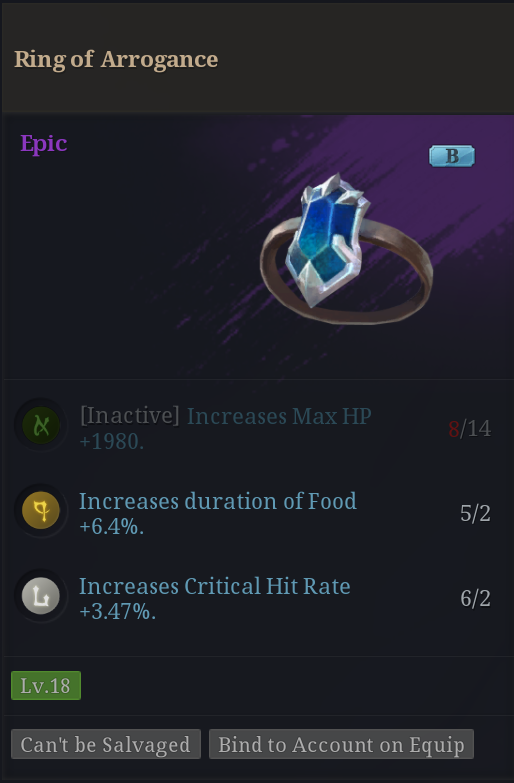 Ring of Arrogance
Epic
B
[Inactive] Increases Max HP
+1980.
8/14
Increases duration of Food
+6.4%.
5/2
Increases Critical Hit Rate
+3.47%.
6/2
Lv.18
Can't be Salvaged
Bind to Account on Equip